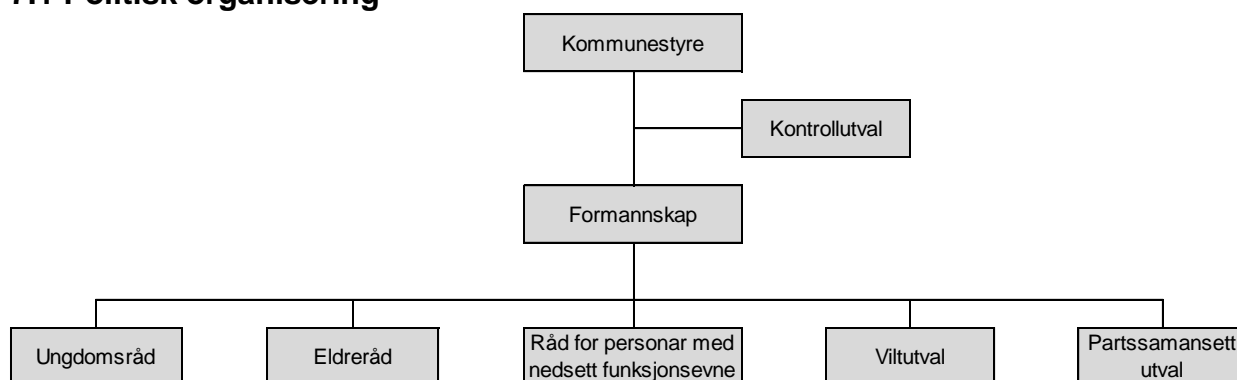 Politisk organisering
Kommunestyre
Kontrollutval
Formannskap
Ungdomsråd
Eldreråd
Råd for personar med
nedsett funksjonsevne
Viltutval
Partssamansett
utval